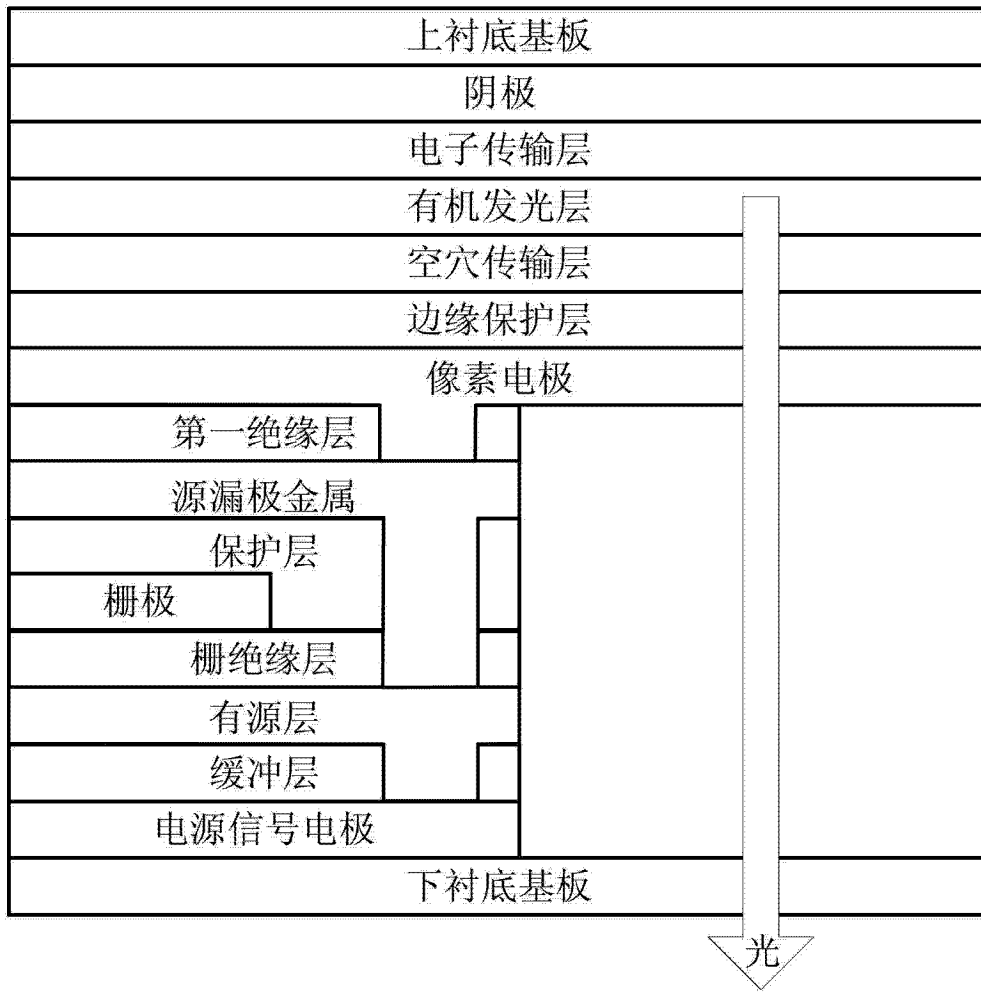 上衬底基板
阴极
电子传输层
有机发光层
空穴传输层
边缘保护层
像素电极
第一绝缘层
源漏极金属
保护层
栅极
栅绝缘层
有源层
缓冲层
电源信号电极
下衬底基板
光